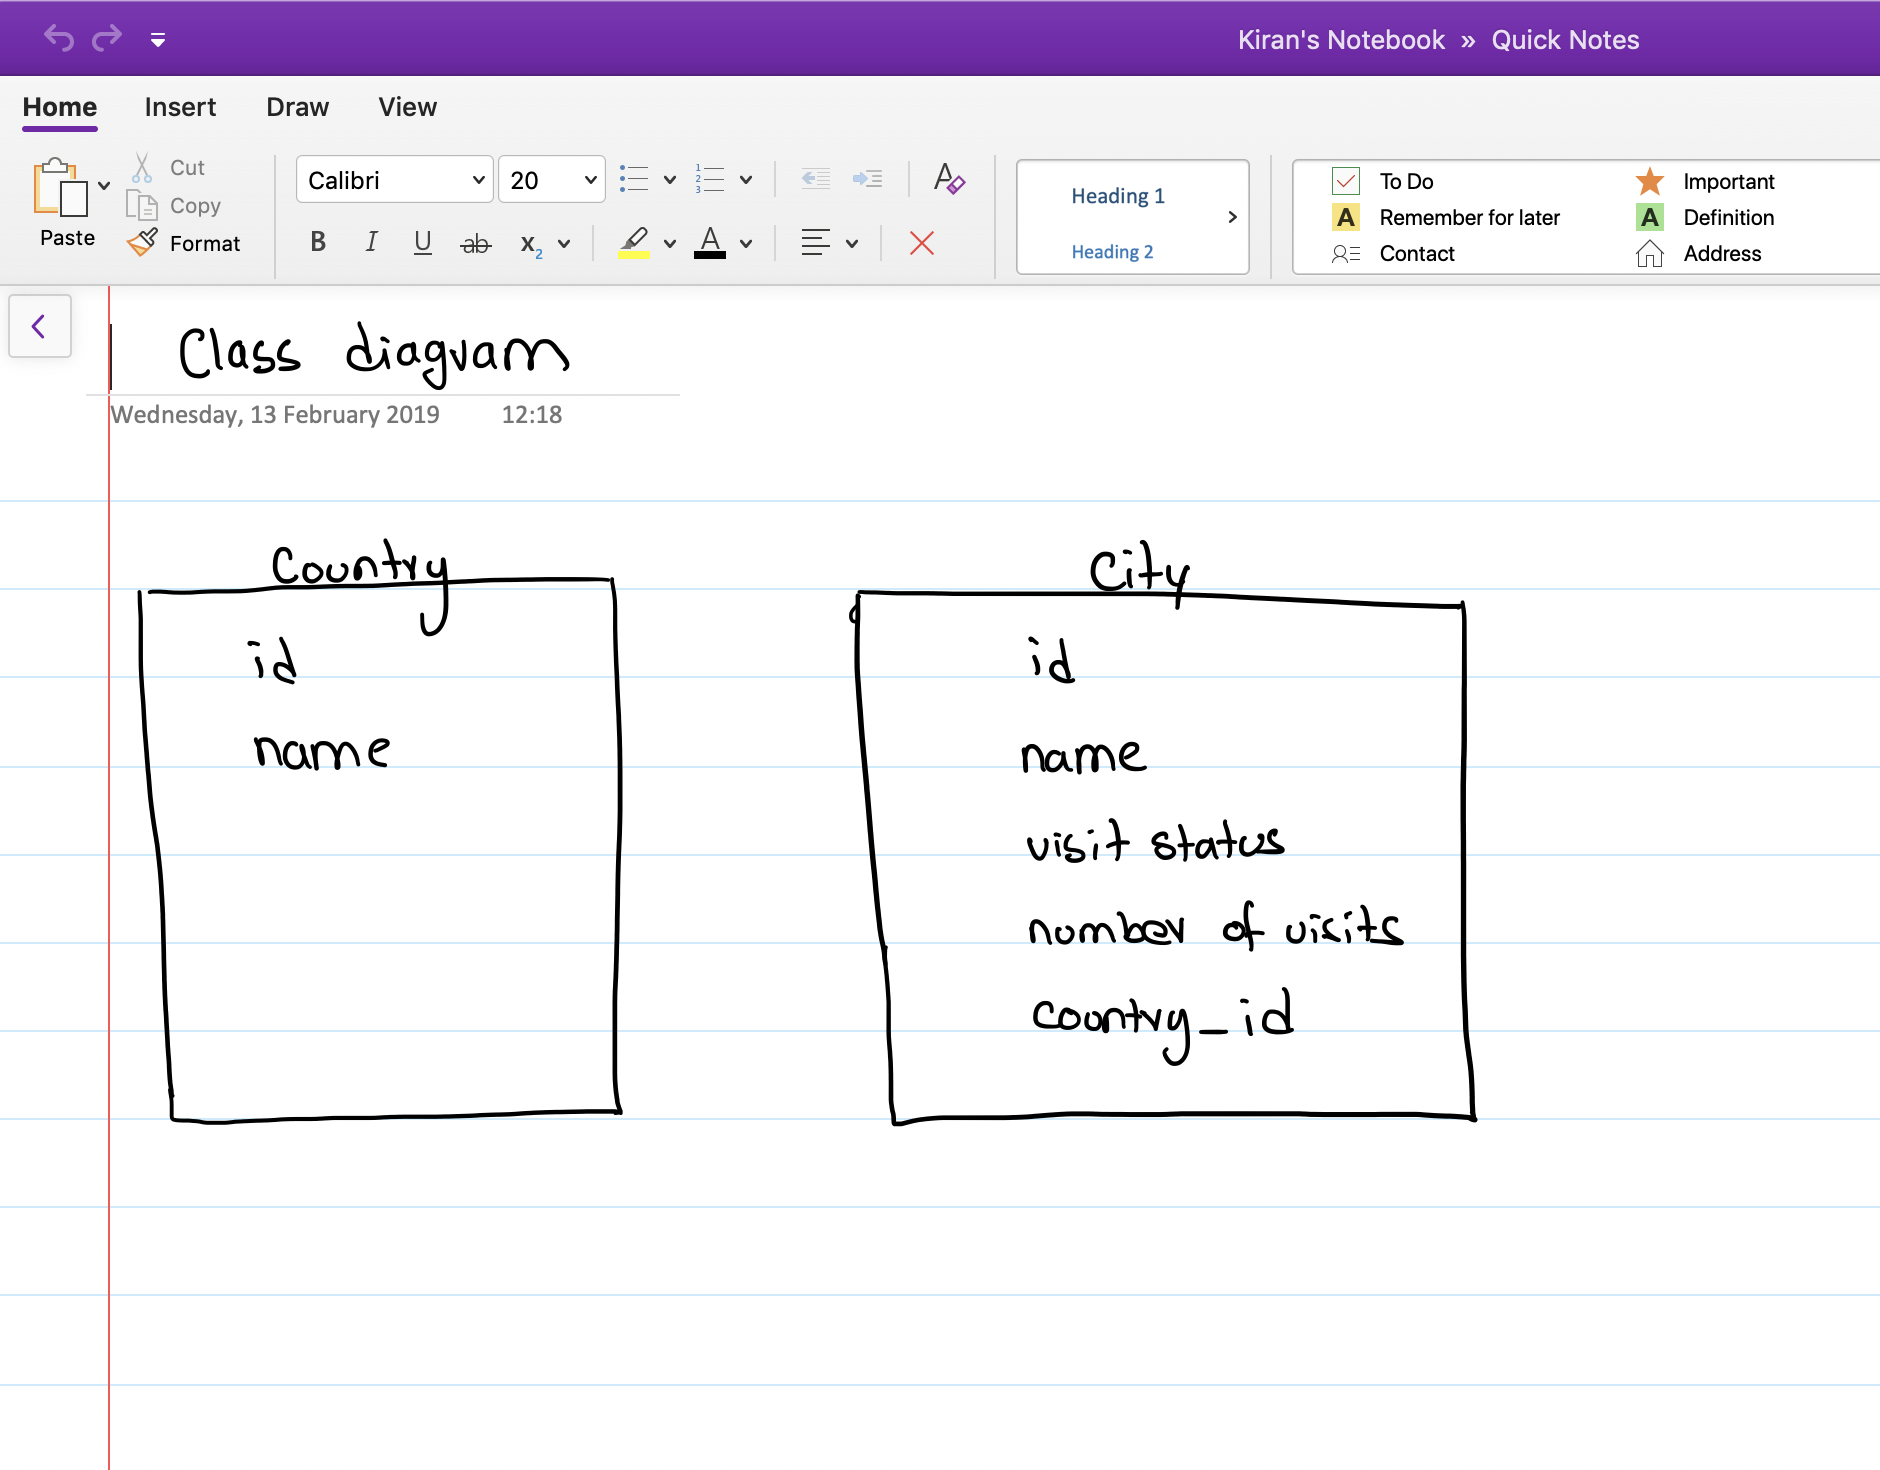 Kiran's Notebook » Quick Notes
Home Insert Draw View
Paste
Cut
Copy
Format
Calibri 20
B I U ab x2 A
Heading 1
Heading 2
To Do
Remember for later
Contact
Important
Definition
Address
Class diagram
Wednesday, 13 February 2019 12:18
Country
id
name
City
id
name
visit status
number of visits
country_id